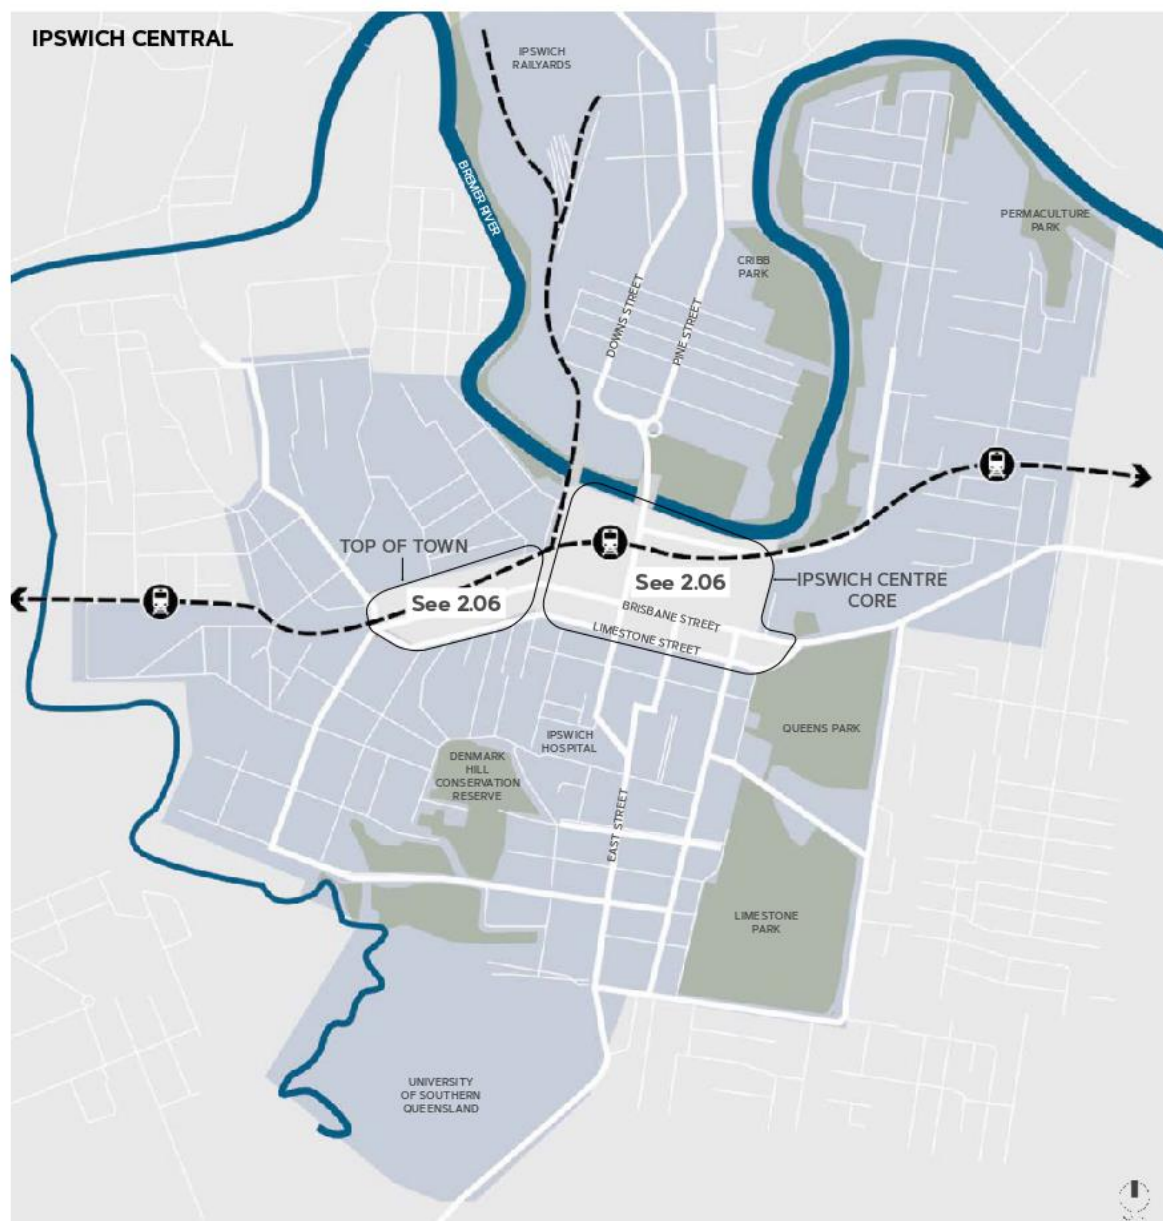 IPSWICH CENTRAL
IPSWICH
RAILYARDS
BREMER RIVER
PERMACULTURE
PARK
CRIBB
PARK
DOWNS STREET
PINE STREET
TOP OF TOWN
See 2.06
See 2.06
IPSWICH CENTRE
CORE
BRISBANE STREET
LIMESTONE STREET
QUEENS PARK
IPSWICH
HOSPITAL
DENMARK
HILL
CONSERVATION
RESERVE
EAST STREET
LIMESTONE
PARK
UNIVERSITY
OF SOUTHERN
QUEENSLAND